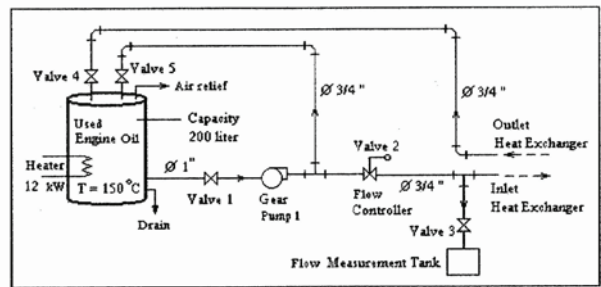 Valve 4
Valve 5
Air relief
Ø 3/4 "
Ø 3/4 "
Used
Engine Oil
Capacity
200 liter
Outlet
Heat Exchanger
Heater
12 kW
T = 150 °C
Ø 1"
Valve 1
Gear
Pump 1
Valve 2
Flow
Controller
Ø 3/4"
Inlet
Heat Exchanger
Drain
Valve 3
Flow Measurement Tank